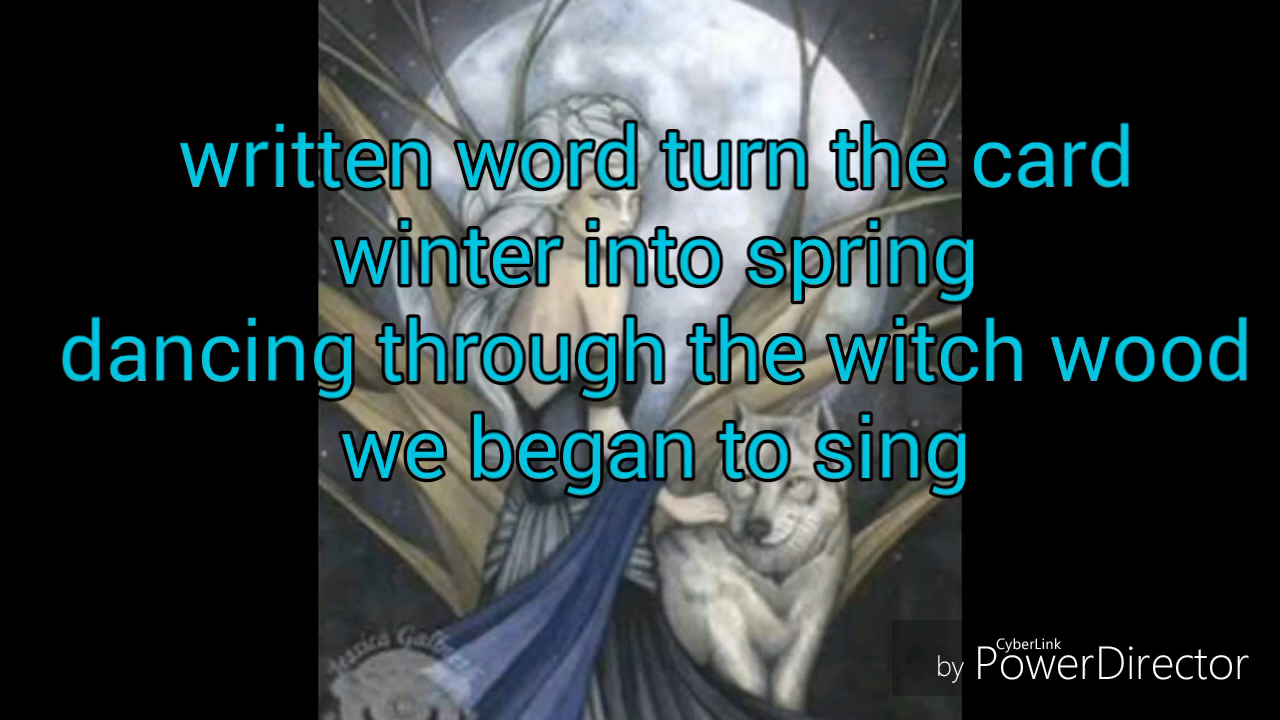 written word turn the card
winter into spring
dancing through the witch wood
we began to sing
Jessica
CyberLink
by PowerDirector